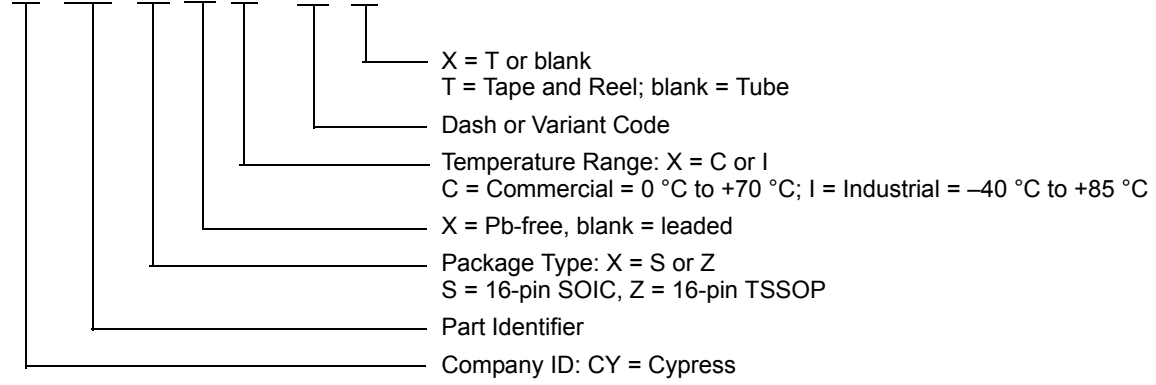 X = T or blank
T = Tape and Reel; blank = Tube
Dash or Variant Code
Temperature Range: X = C or I
C = Commercial = 0 °C to +70 °C; I = Industrial = –40 °C to +85 °C
X = Pb-free, blank = leaded
Package Type: X = S or Z
S = 16-pin SOIC, Z = 16-pin TSSOP
Part Identifier
Company ID: CY = Cypress